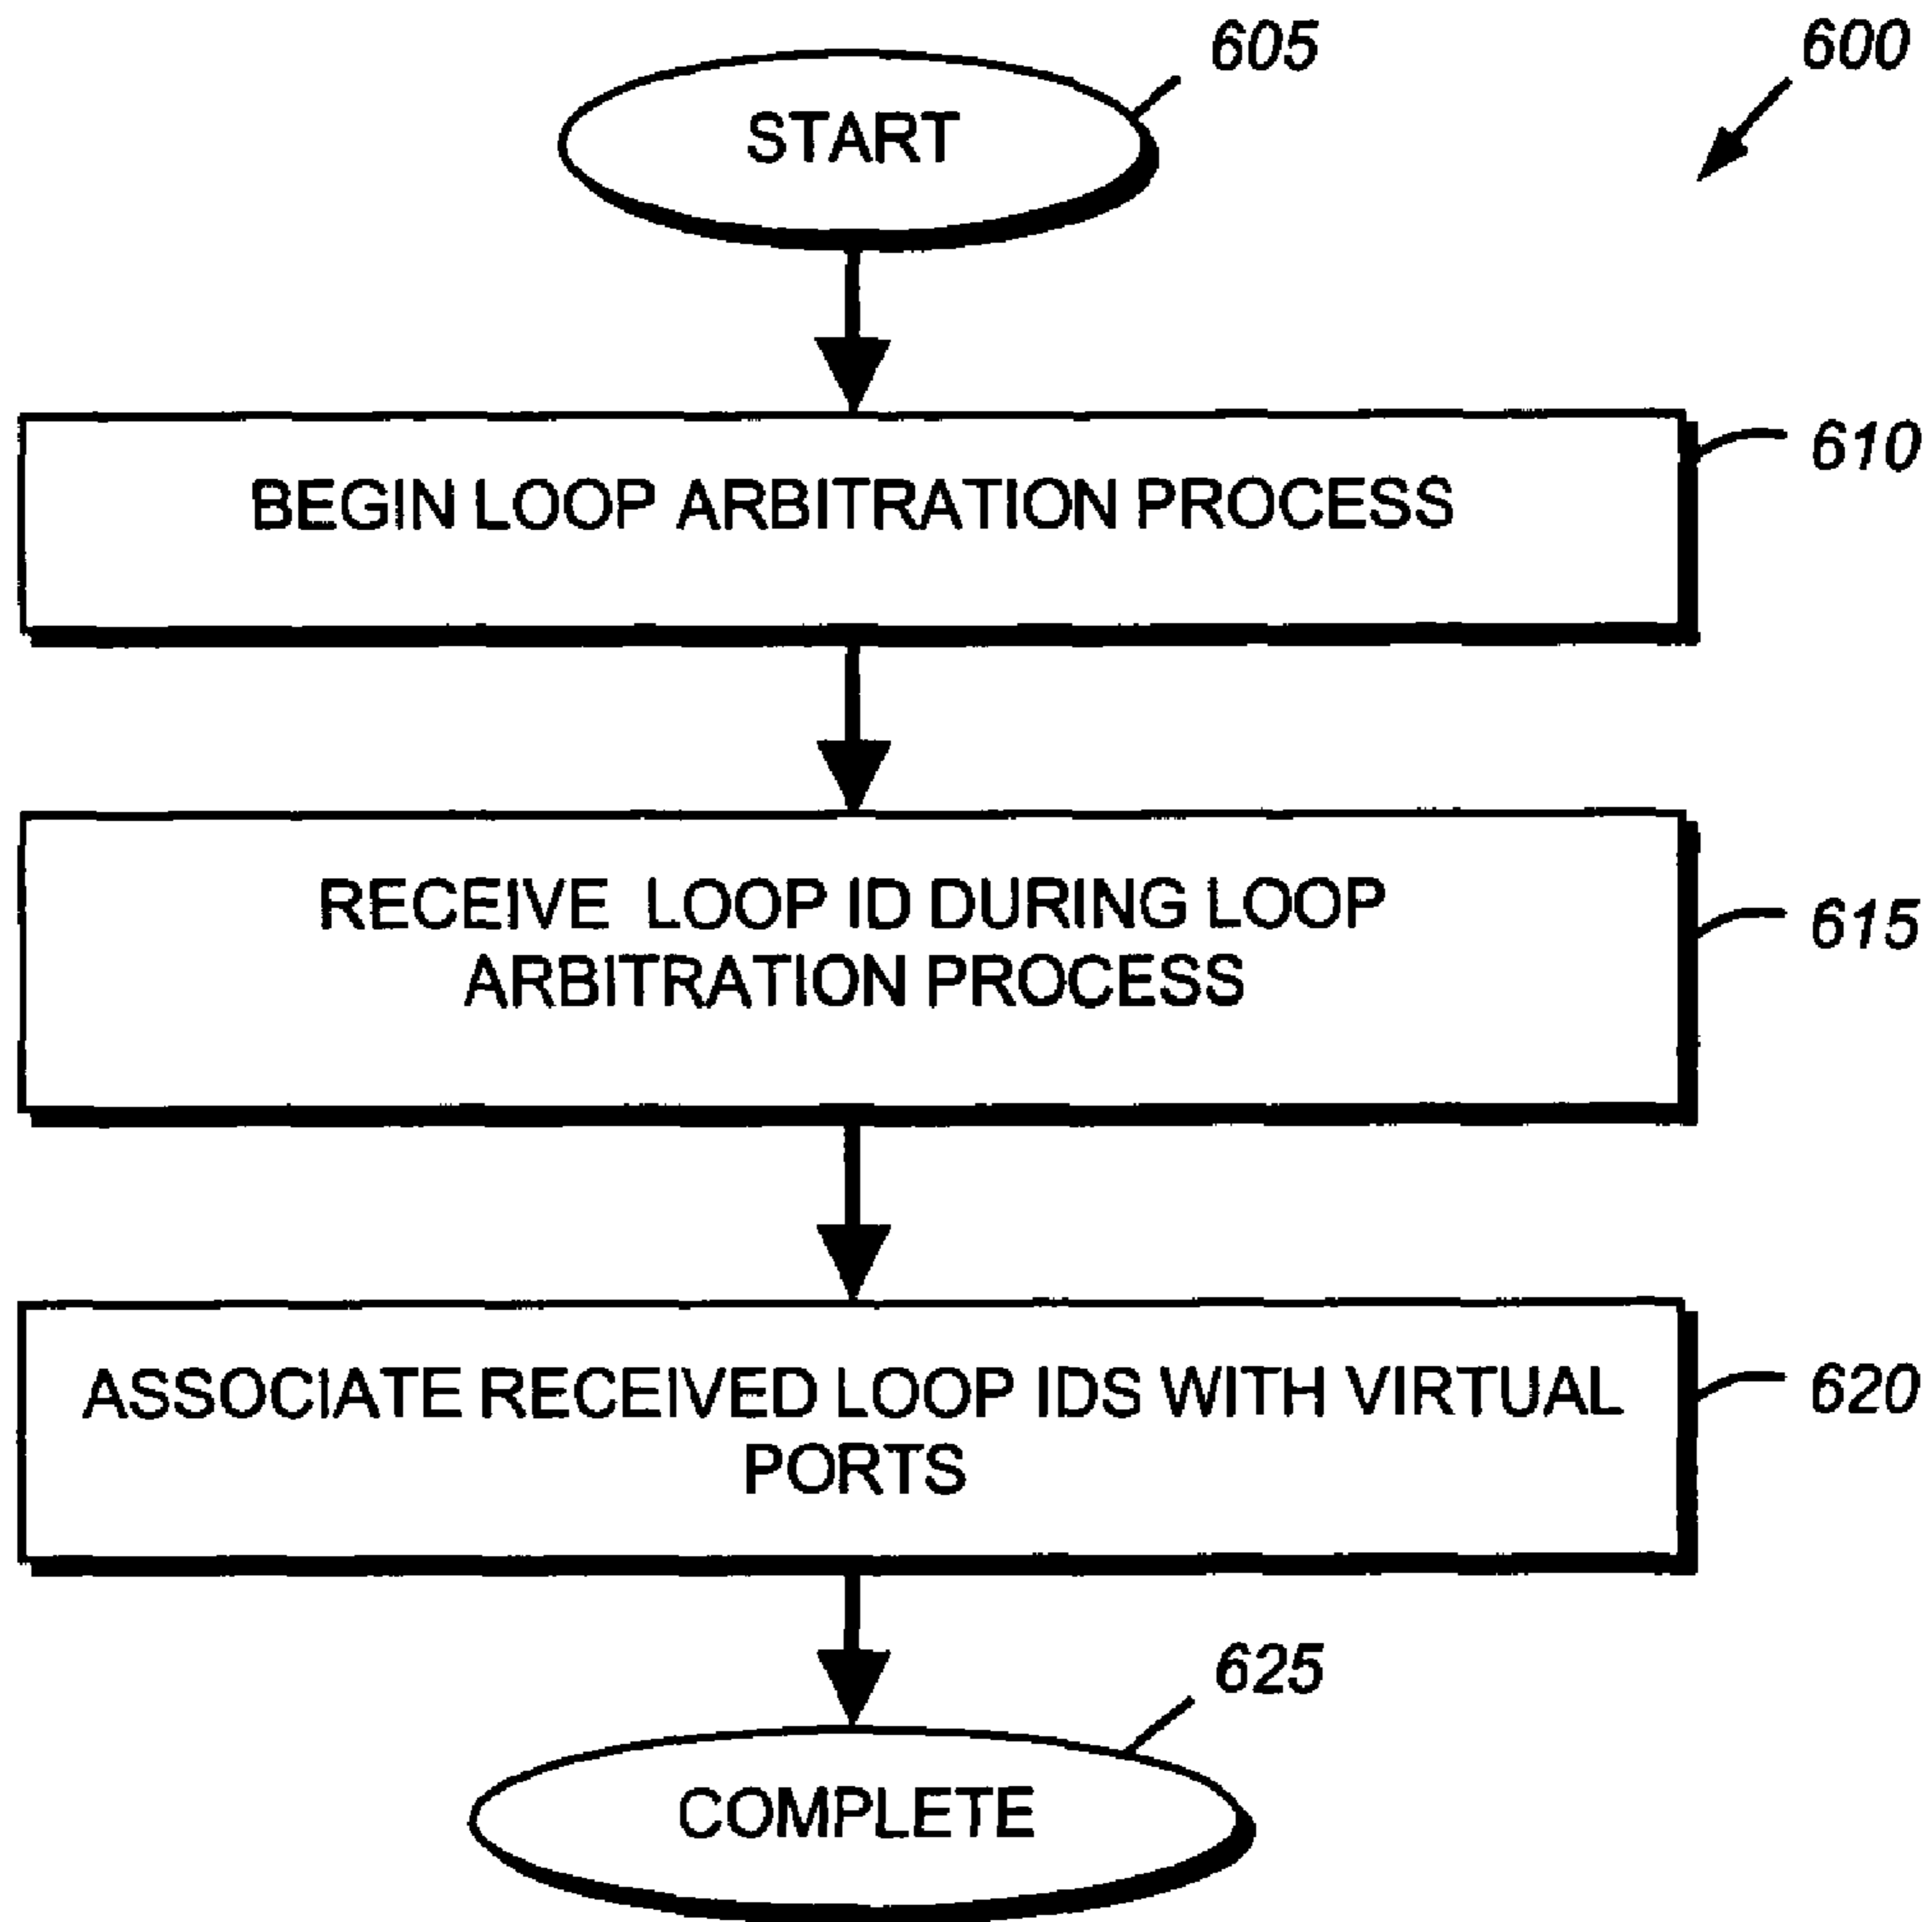 605
600
START
610
BEGIN LOOP ARBITRATION PROCESS
RECEIVE LOOP ID DURING LOOP
ARBITRATION PROCESS
615
ASSOCIATE RECEIVED LOOP IDS WITH VIRTUAL
PORTS
620
625
COMPLETE